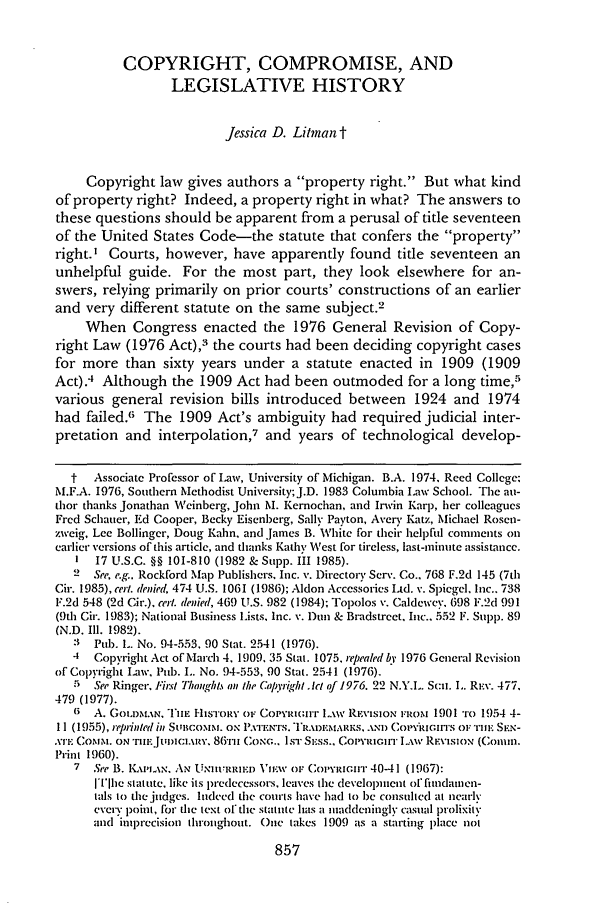 COPYRIGHT, COMPROMISE, AND
LEGISLATIVE HISTORY
Jessica D. Litman†
Copyright law gives authors a "property right." But what kind
of property right? Indeed, a property right in what? The answers to
these questions should be apparent from a perusal of title seventeen
of the United States Code—the statute that confers the "property"
right.1 Courts, however, have apparently found title seventeen an
unhelpful guide. For the most part, they look elsewhere for an-
swers, relying primarily on prior courts' constructions of an earlier
and very different statute on the same subject.2
When Congress enacted the 1976 General Revision of Copy-
right Law (1976 Act),3 the courts had been deciding copyright cases
for more than sixty years under a statute enacted in 1909 (1909
Act).4 Although the 1909 Act had been outmoded for a long time,5
various general revision bills introduced between 1924 and 1974
had failed.6 The 1909 Act's ambiguity had required judicial inter-
pretation and interpolation,7 and years of technological develop-
† Associate Professor of Law, University of Michigan. B.A. 1974, Reed College;
M.F.A. 1976, Southern Methodist University; J.D. 1983 Columbia Law School. The au-
thor thanks Jonathan Weinberg, John M. Kernochan, and Irwin Karp, her colleagues
Fred Schauer, Ed Cooper, Becky Eisenberg, Sally Payton, Avery Katz, Michael Rosen-
zweig, Lee Bollinger, Doug Kahn, and James B. White for their helpful comments on
earlier versions of this article, and thanks Kathy West for tireless, last-minute assistance.
1 17 U.S.C. §§ 101-810 (1982 & Supp. III 1985).
2 See, e.g., Rockford Map Publishers, Inc. v. Directory Serv. Co., 768 F.2d 145 (7th
Cir. 1985), cert. denied, 474 U.S. 1061 (1986); Aldon Accessories Ltd. v. Spiegel, Inc., 738
F.2d 548 (2d Cir.), cert. denied, 469 U.S. 982 (1984); Topolos v. Caldewey, 698 F.2d 991
(9th Cir. 1983); National Business Lists, Inc. v. Dun & Bradstreet, Inc., 552 F. Supp. 89
(N.D. Ill. 1982).
3 Pub. L. No. 94-553, 90 Stat. 2541 (1976).
4 Copyright Act of March 4, 1909, 35 Stat. 1075, repealed by 1976 General Revision
of Copyright Law, Pub. L. No. 94-553, 90 Stat. 2541 (1976).
5 See Ringer, First Thoughts on the Copyright Act of 1976, 22 N.Y.L. SCH. L. REV. 477,
479 (1977).
6 A. GOLDMAN, THE HISTORY OF COPYRIGHT LAW REVISION FROM 1901 TO 1954 4-
11 (1955), reprinted in SUBCOMM. ON PATENTS, TRADEMARKS, AND COPYRIGHTS OF THE SEN-
ATE COMM. ON THE JUDICIARY, 86TH CONG., 1ST SESS., COPYRIGHT LAW REVISION (Comm.
Print 1960).
7 See B. KAPLAN, AN UNHURRIED VIEW OF COPYRIGHT 40-41 (1967):
[T]he statute, like its predecessors, leaves the development of fundamen-
tals to the judges. Indeed the courts have had to be consulted at nearly
every point, for the text of the statute has a maddeningly casual prolixity
and imprecision throughout. One takes 1909 as a starting place not
857